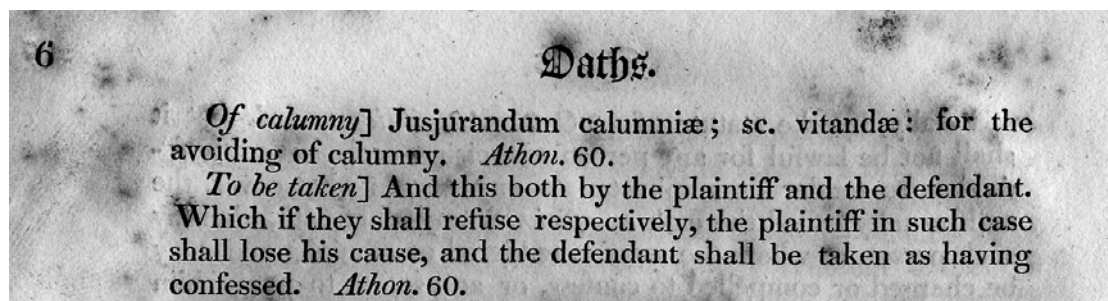 6
Oaths.
Of calumny] Jusjurandum calumniæ; sc. vitandæ: for the
avoiding of calumny. Athon. 60.
To be taken] And this both by the plaintiff and the defendant.
Which if they shall refuse respectively, the plaintiff in such case
shall lose his cause, and the defendant shall be taken as having
confessed. Athon. 60.